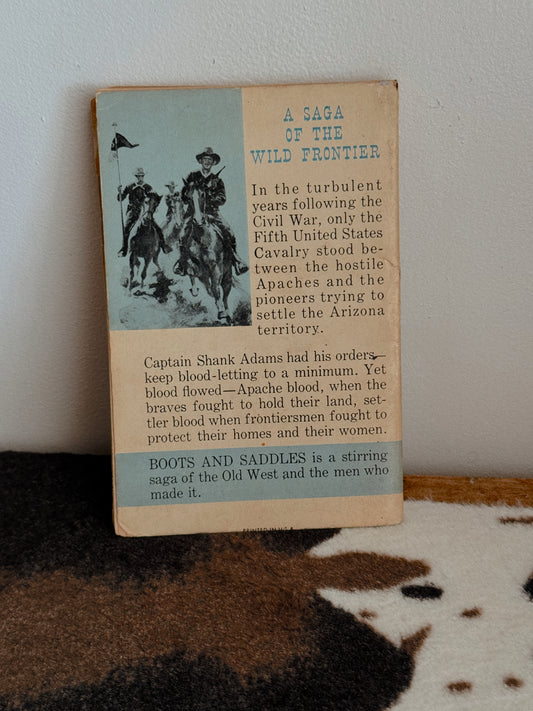 A SAGA
OF THE
WILD FRONTIER
In the turbulent
years following the
Civil War, only the
Fifth United States
Cavalry stood be-
tween the hostile
Apaches and the
pioneers trying to
settle the Arizona
territory.
Captain Shank Adams had his orders—
keep blood-letting to a minimum. Yet
blood flowed—Apache blood, when the
braves fought to hold their land, set-
tler blood when frontiersmen fought to
protect their homes and their women.
BOOTS AND SADDLES is a stirring
saga of the Old West and the men who
made it.
PRINTED IN U.S.A.